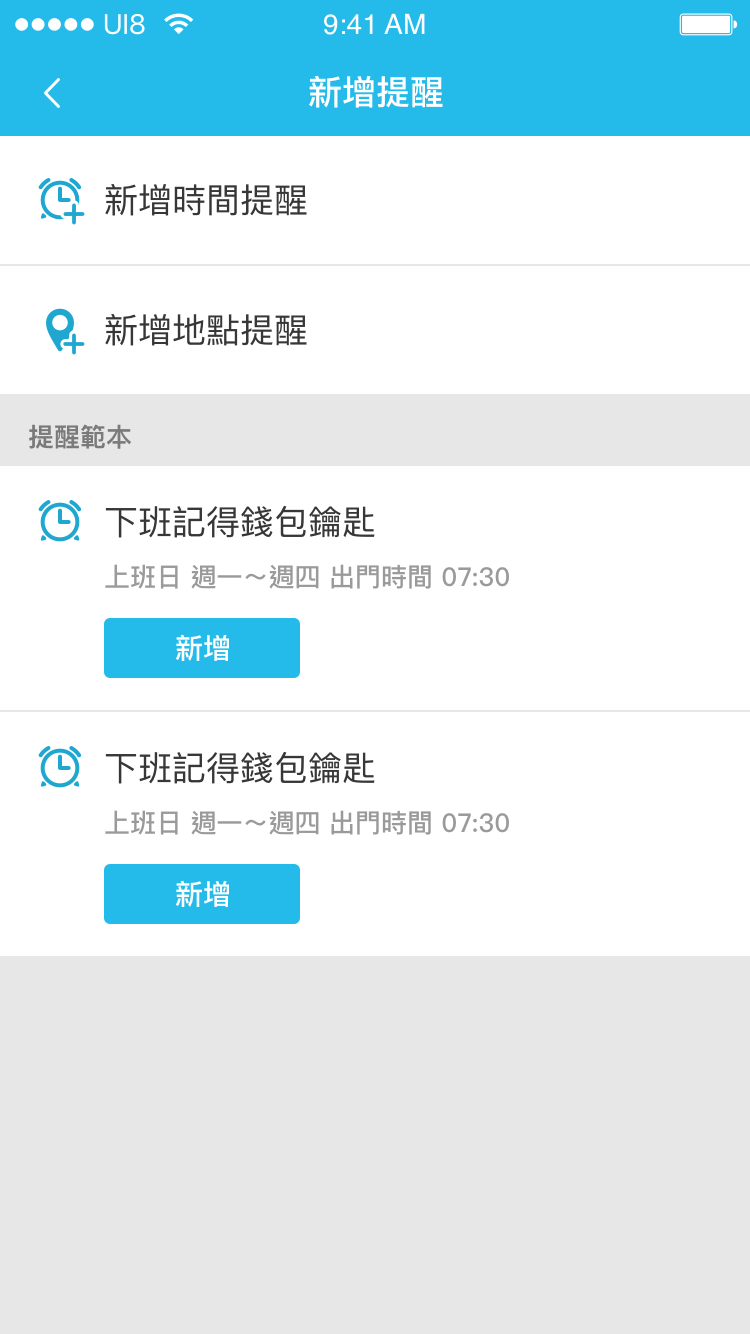 UI8 9:41 AM
新增提醒
新增時間提醒
新增地點提醒
提醒範本
下班記得錢包鑰匙
上班日 週一～週四 出門時間 07:30
新增
下班記得錢包鑰匙
上班日 週一～週四 出門時間 07:30
新增